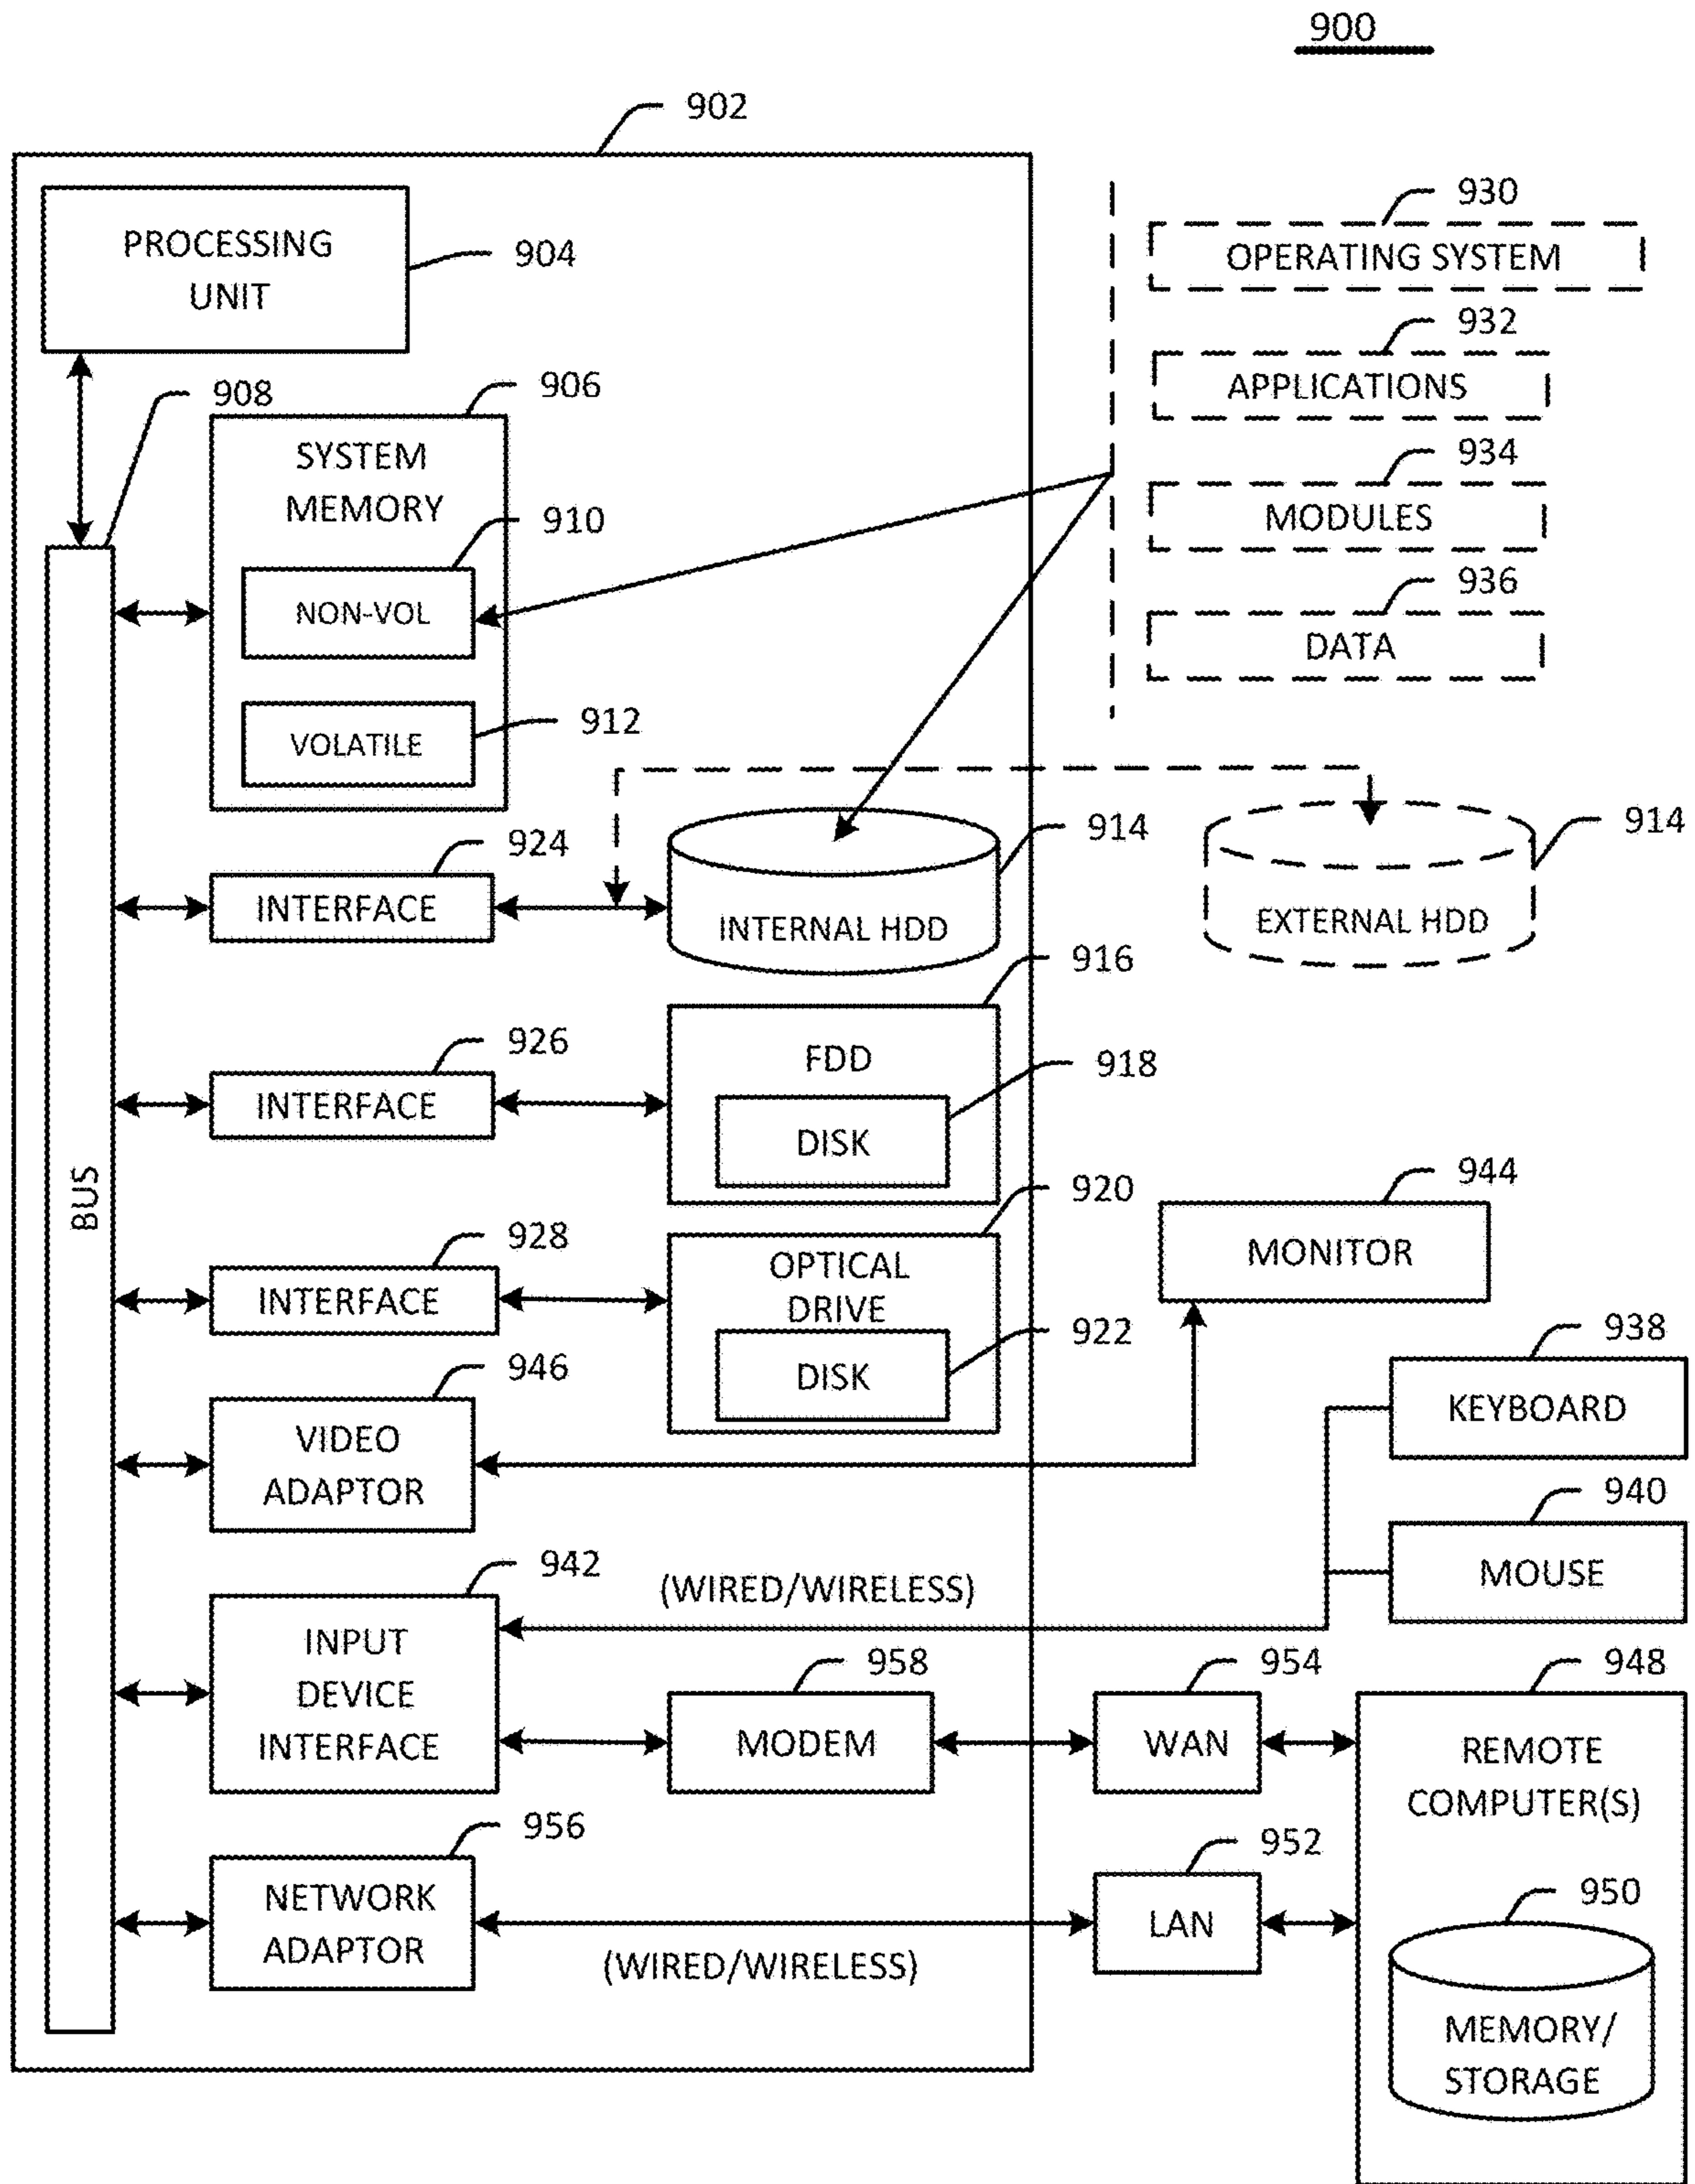 900
902
PROCESSING
UNIT
904
930
OPERATING SYSTEM
932
APPLICATIONS
934
MODULES
936
DATA
908
906
SYSTEM
MEMORY
910
NON-VOL
912
VOLATILE
924
INTERFACE
914
INTERNAL HDD
914
EXTERNAL HDD
916
FDD
926
INTERFACE
918
DISK
BUS
920
OPTICAL
DRIVE
928
INTERFACE
922
DISK
944
MONITOR
938
KEYBOARD
946
VIDEO
ADAPTOR
940
MOUSE
942
(WIRED/WIRELESS)
INPUT
DEVICE
INTERFACE
958
MODEM
954
WAN
948
REMOTE
COMPUTER(S)
956
NETWORK
ADAPTOR
(WIRED/WIRELESS)
952
LAN
950
MEMORY/
STORAGE